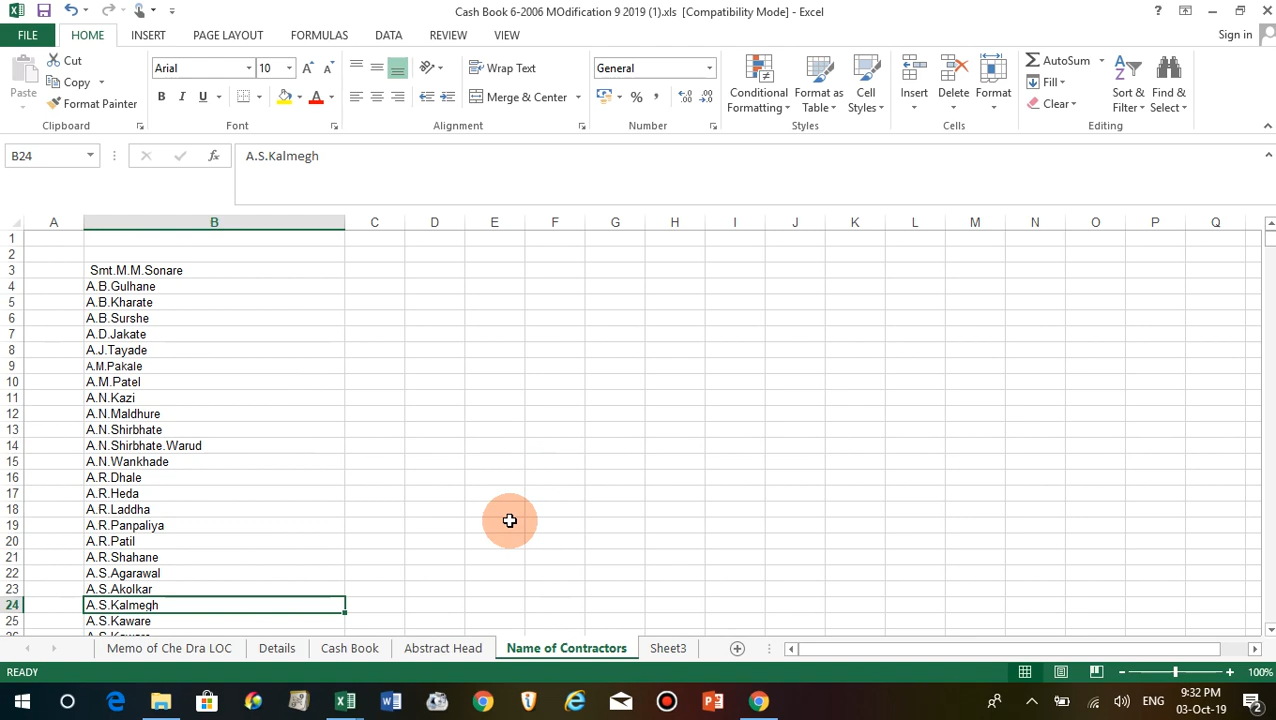 Cash Book 6-2006 MOdification 9 2019 (1).xls [Compatibility Mode] - Excel
?
FILE HOME INSERT PAGE LAYOUT FORMULAS DATA REVIEW VIEW Sign in
Paste Cut Copy Format Painter
Arial 10
B I U
Wrap Text
Merge & Center
General
% ,
Conditional Formatting
Format as Table
Cell Styles
Insert Delete Format
AutoSum Fill Clear
Sort & Filter
Find & Select
Clipboard Font Alignment Number Styles Cells Editing
B24 fx A.S.Kalmegh
A B C D E F G H I J K L M N O P Q
1
2
3 Smt.M.M.Sonare
4 A.B.Gulhane
5 A.B.Kharate
6 A.B.Surshe
7 A.D.Jakate
8 A.J.Tayade
9 A.M.Pakale
10 A.M.Patel
11 A.N.Kazi
12 A.N.Maldhure
13 A.N.Shirbhate
14 A.N.Shirbhate.Warud
15 A.N.Wankhade
16 A.R.Dhale
17 A.R.Heda
18 A.R.Laddha
19 A.R.Panpaliya
20 A.R.Patil
21 A.R.Shahane
22 A.S.Agarawal
23 A.S.Akolkar
24 A.S.Kalmegh
25 A.S.Kaware
Memo of Che Dra LOC Details Cash Book Abstract Head Name of Contractors Sheet3
READY 100%
ENG 9:32 PM
03-Oct-19 2